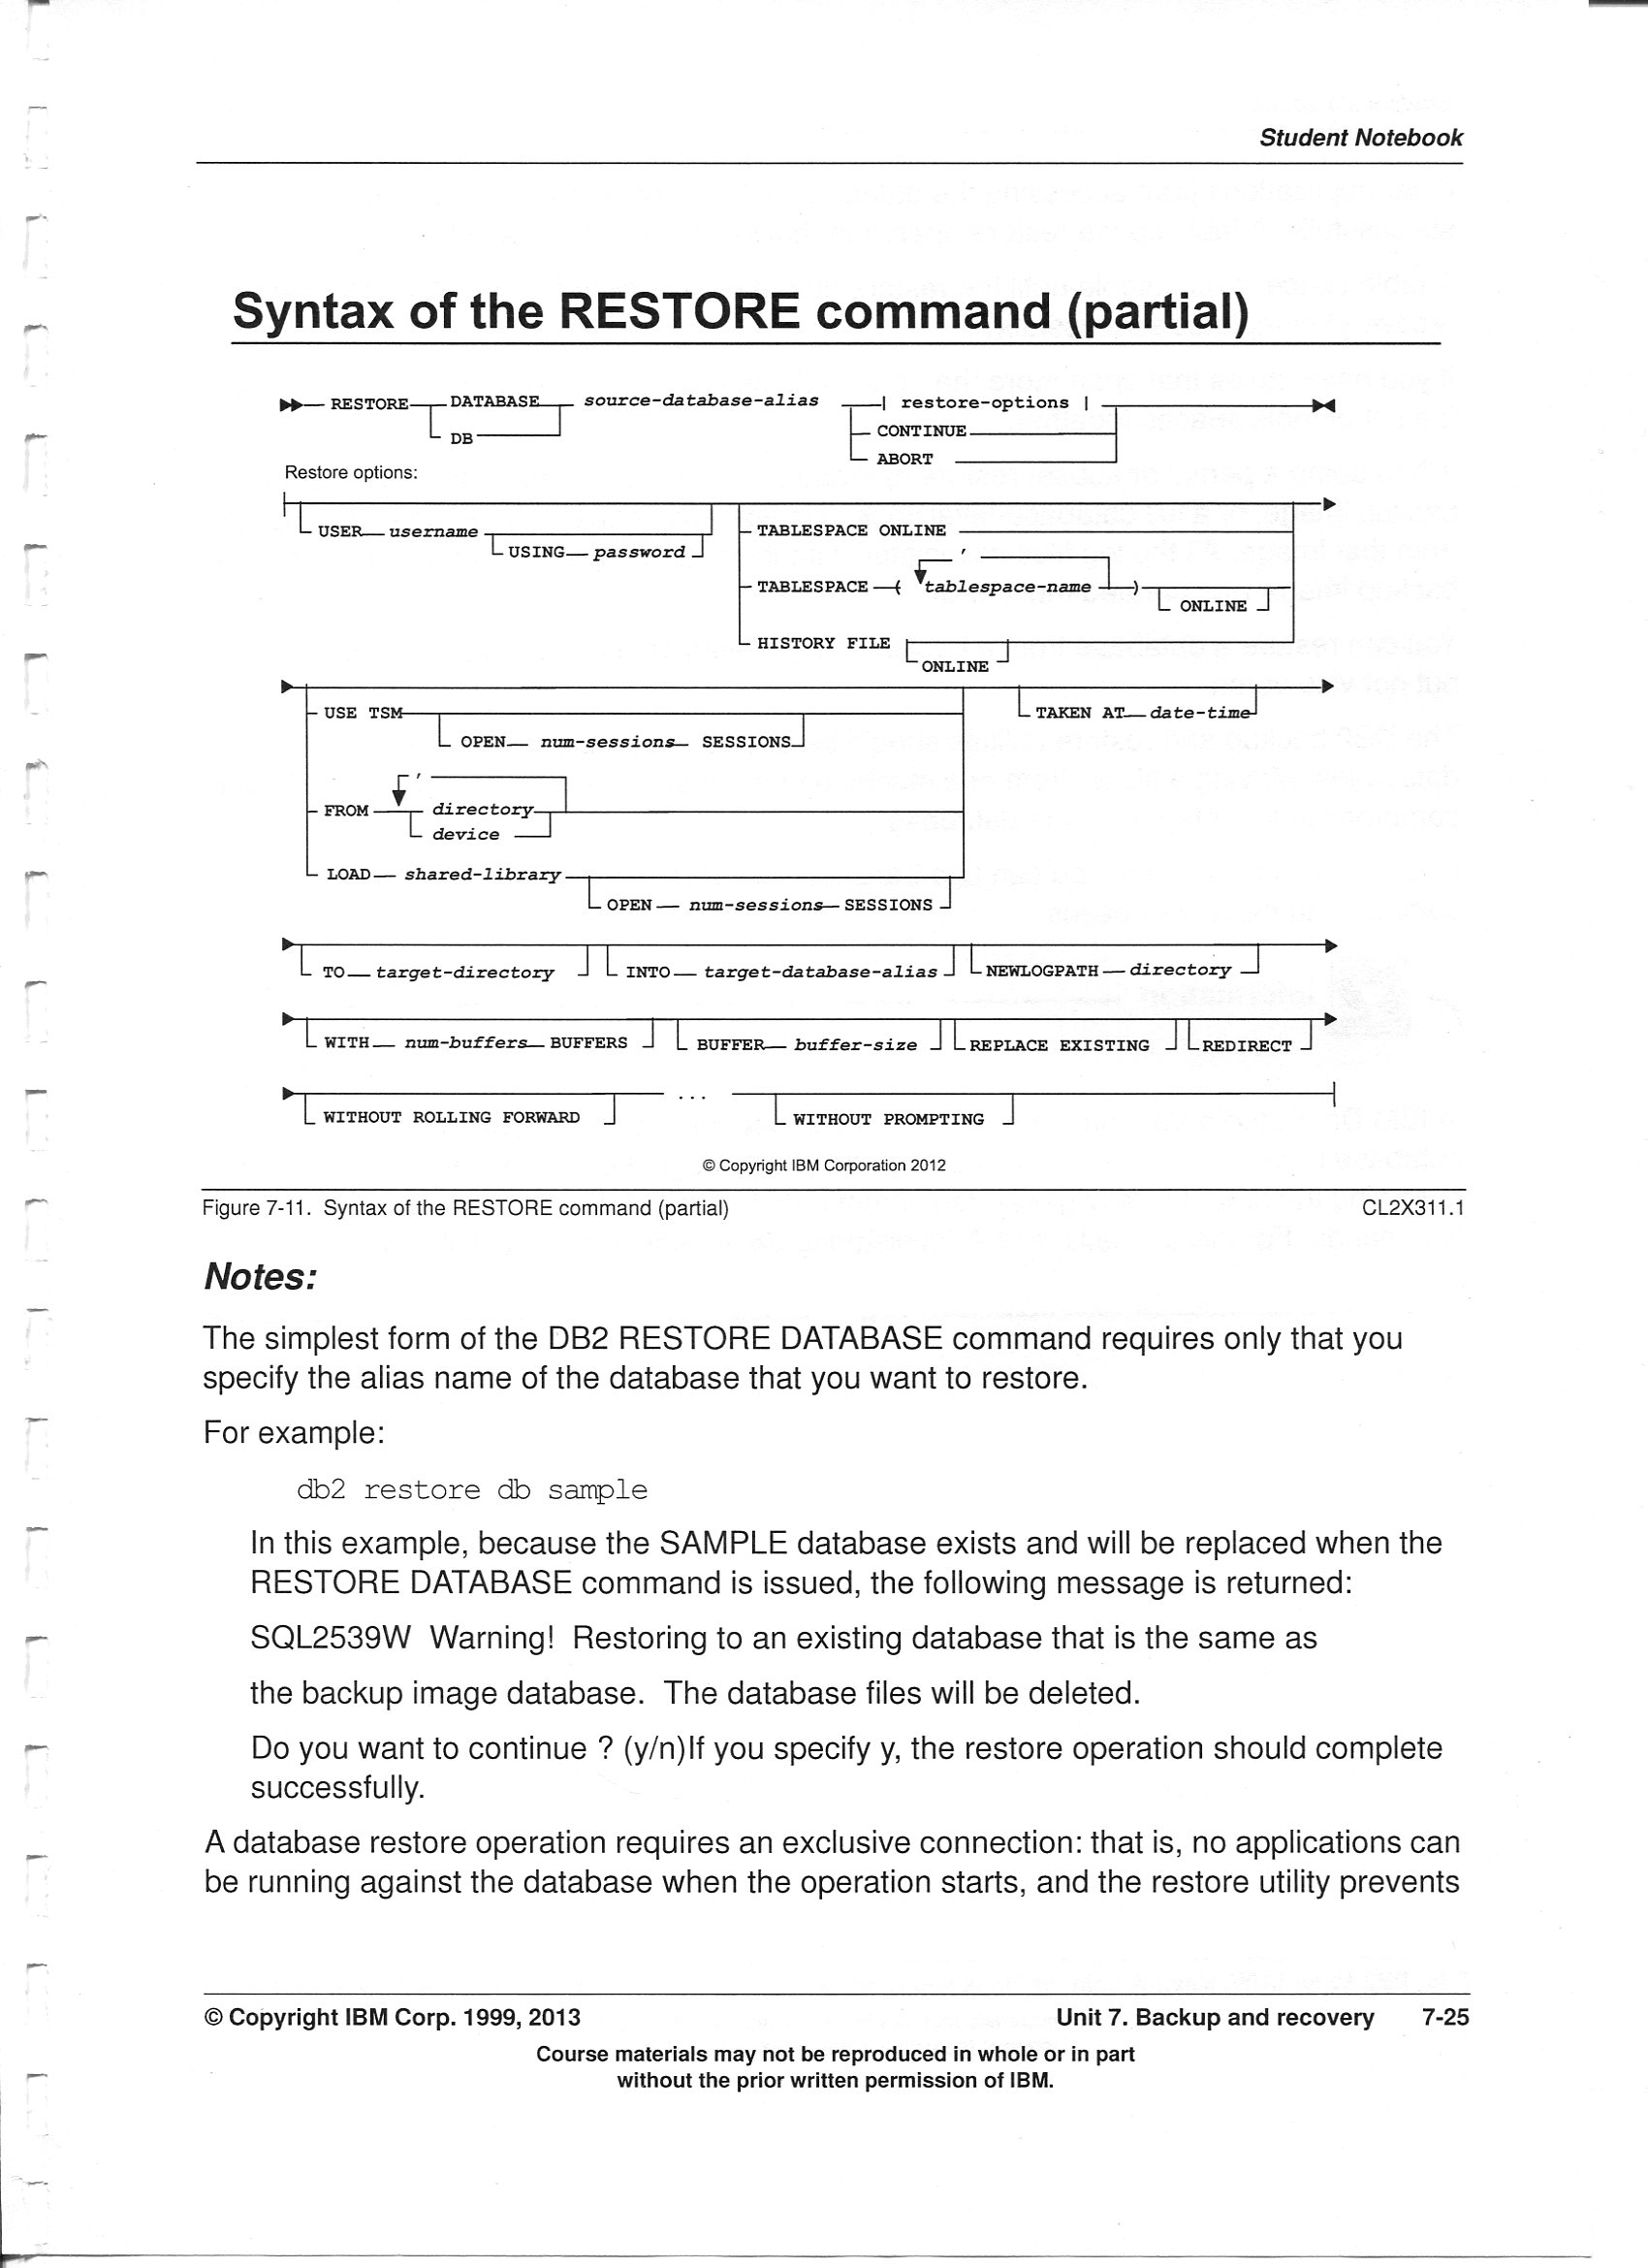 Student Notebook
Syntax of the RESTORE command (partial)
RESTORE DATABASE source-database-alias | restore-options |
DB CONTINUE
ABORT
Restore options:
USER username TABLESPACE ONLINE
USING password ,
TABLESPACE ( tablespace-name )
ONLINE
HISTORY FILE
ONLINE
USE TSM TAKEN AT date-time
OPEN num-sessions SESSIONS
,
FROM directory
device
LOAD shared-library
OPEN num-sessions SESSIONS
TO target-directory INTO target-database-alias NEWLOGPATH directory
WITH num-buffers BUFFERS BUFFER buffer-size REPLACE EXISTING REDIRECT
...
WITHOUT ROLLING FORWARD WITHOUT PROMPTING
© Copyright IBM Corporation 2012
Figure 7-11. Syntax of the RESTORE command (partial) CL2X311.1
Notes:
The simplest form of the DB2 RESTORE DATABASE command requires only that you
specify the alias name of the database that you want to restore.
For example:
db2 restore db sample
In this example, because the SAMPLE database exists and will be replaced when the
RESTORE DATABASE command is issued, the following message is returned:
SQL2539W Warning! Restoring to an existing database that is the same as
the backup image database. The database files will be deleted.
Do you want to continue ? (y/n)If you specify y, the restore operation should complete
successfully.
A database restore operation requires an exclusive connection: that is, no applications can
be running against the database when the operation starts, and the restore utility prevents
© Copyright IBM Corp. 1999, 2013 Unit 7. Backup and recovery 7-25
Course materials may not be reproduced in whole or in part
without the prior written permission of IBM.